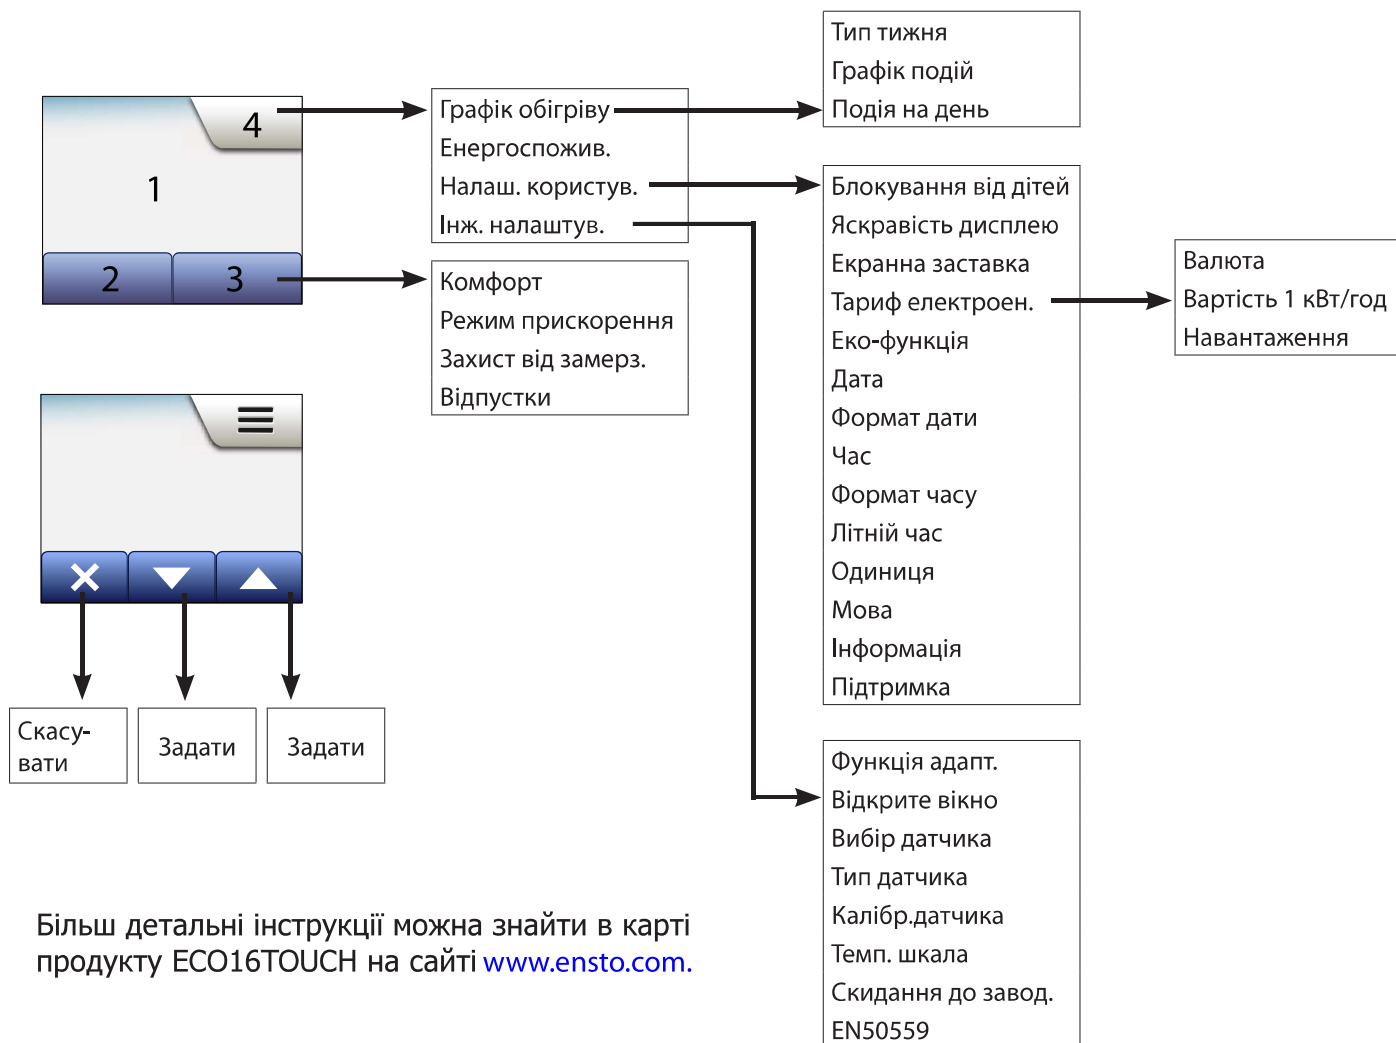 4
1
2
3
Графік обігріву
Енергоспожив.
Налаш. користув.
Інж. налаштув.
Комфорт
Режим прискорення
Захист від замерз.
Відпустки
Тип тижня
Графік подій
Подія на день
Блокування від дітей
Яскравість дисплею
Екранна заставка
Тариф електроен.
Еко-функція
Дата
Формат дати
Час
Формат часу
Літній час
Одиниця
Мова
Інформація
Підтримка
Валюта
Вартість 1 кВт/год
Навантаження
Функція адапт.
Відкрите вікно
Вибір датчика
Тип датчика
Калібр.датчика
Темп. шкала
Скидання до завод.
EN50559
Скасу-
вати
Задати
Задати
Більш детальні інструкції можна знайти в карті
продукту ECO16TOUCH на сайті www.ensto.com.